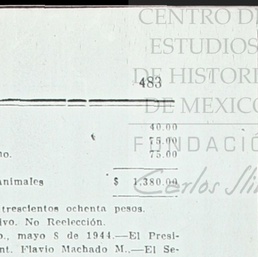 CENTRO DE
ESTUDIOS
DE HISTORIA
DE MEXICO
FUNDACIÓN
Carlos Slim
483
40.00
75.00
do. 75.00
animales $ 1,380.00
trescientos ochenta pesos.
ivo. No Reelección.
o., mayo 8 de 1944.—El Presi-
nt. Flavio Machado M.,—El Se-